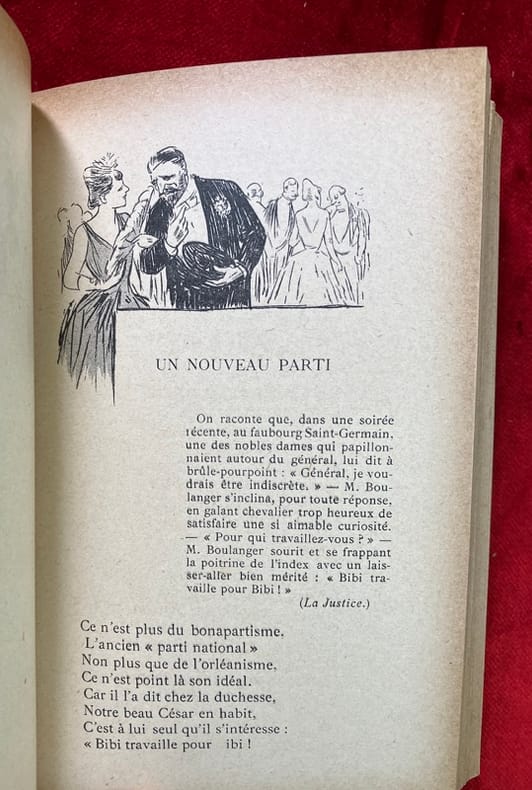 UN NOUVEAU PARTI
On raconte que, dans une soirée
récente, au faubourg Saint-Germain,
une des nobles dames qui papillon-
naient autour du général, lui dit à
brûle-pourpoint : « Général, je vou-
drais être indiscrète. » — M. Bou-
langer s'inclina, pour toute réponse,
en galant chevalier trop heureux de
satisfaire une si aimable curiosité.
— « Pour qui travaillez-vous ? » —
M. Boulanger sourit et se frappant
la poitrine de l'index avec un lais-
ser-aller bien mérité : « Bibi tra-
vaille pour Bibi ! »
(La Justice.)
Ce n'est plus du bonapartisme,
L'ancien « parti national »
Non plus que de l'orléanisme,
Ce n'est point là son idéal.
Car il l'a dit chez la duchesse,
Notre beau César en habit,
C'est à lui seul qu'il s'intéresse :
« Bibi travaille pour ibi !